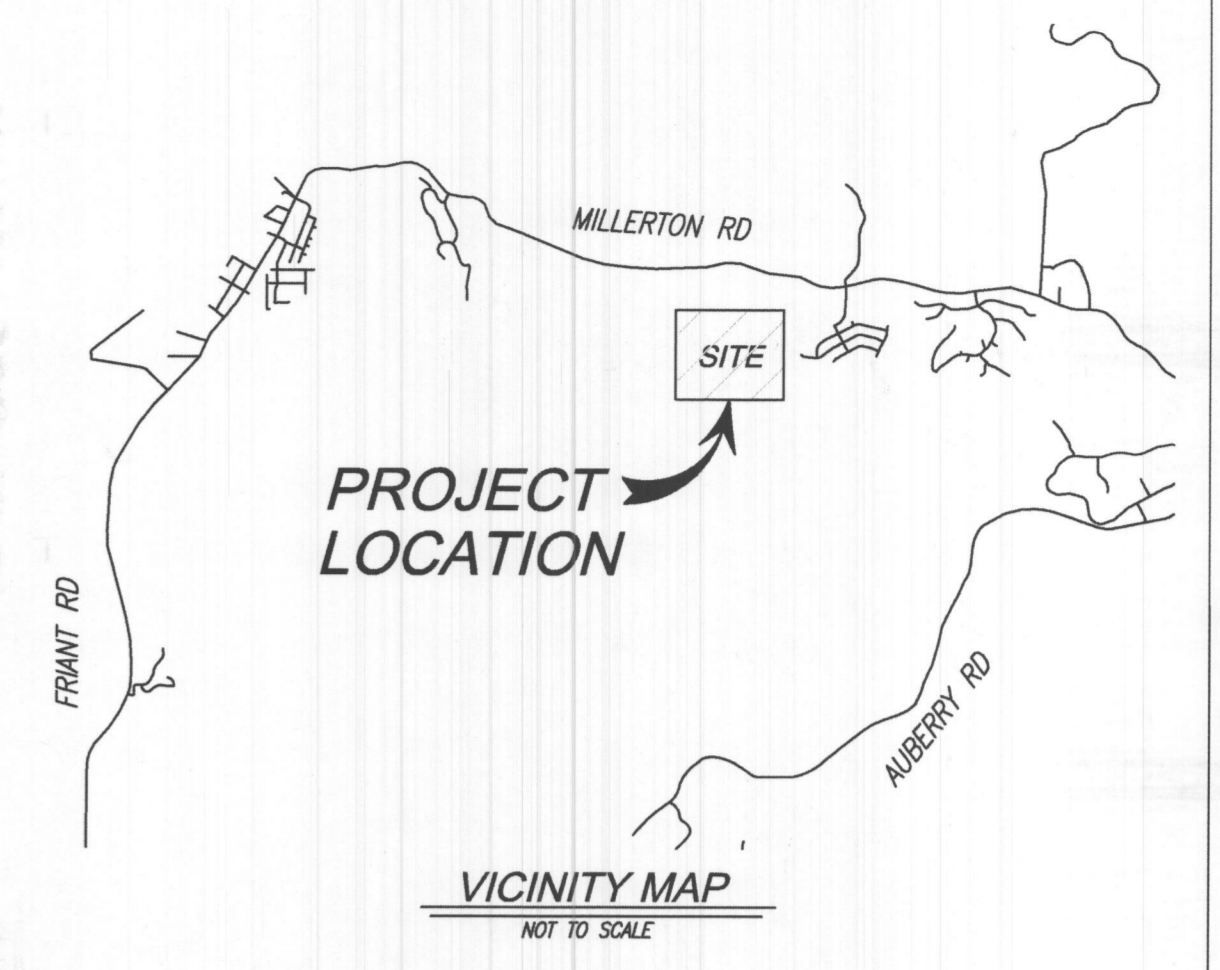 MILLERTON RD
SITE
PROJECT
LOCATION
FRIANT RD
AUBERRY RD
VICINITY MAP
NOT TO SCALE